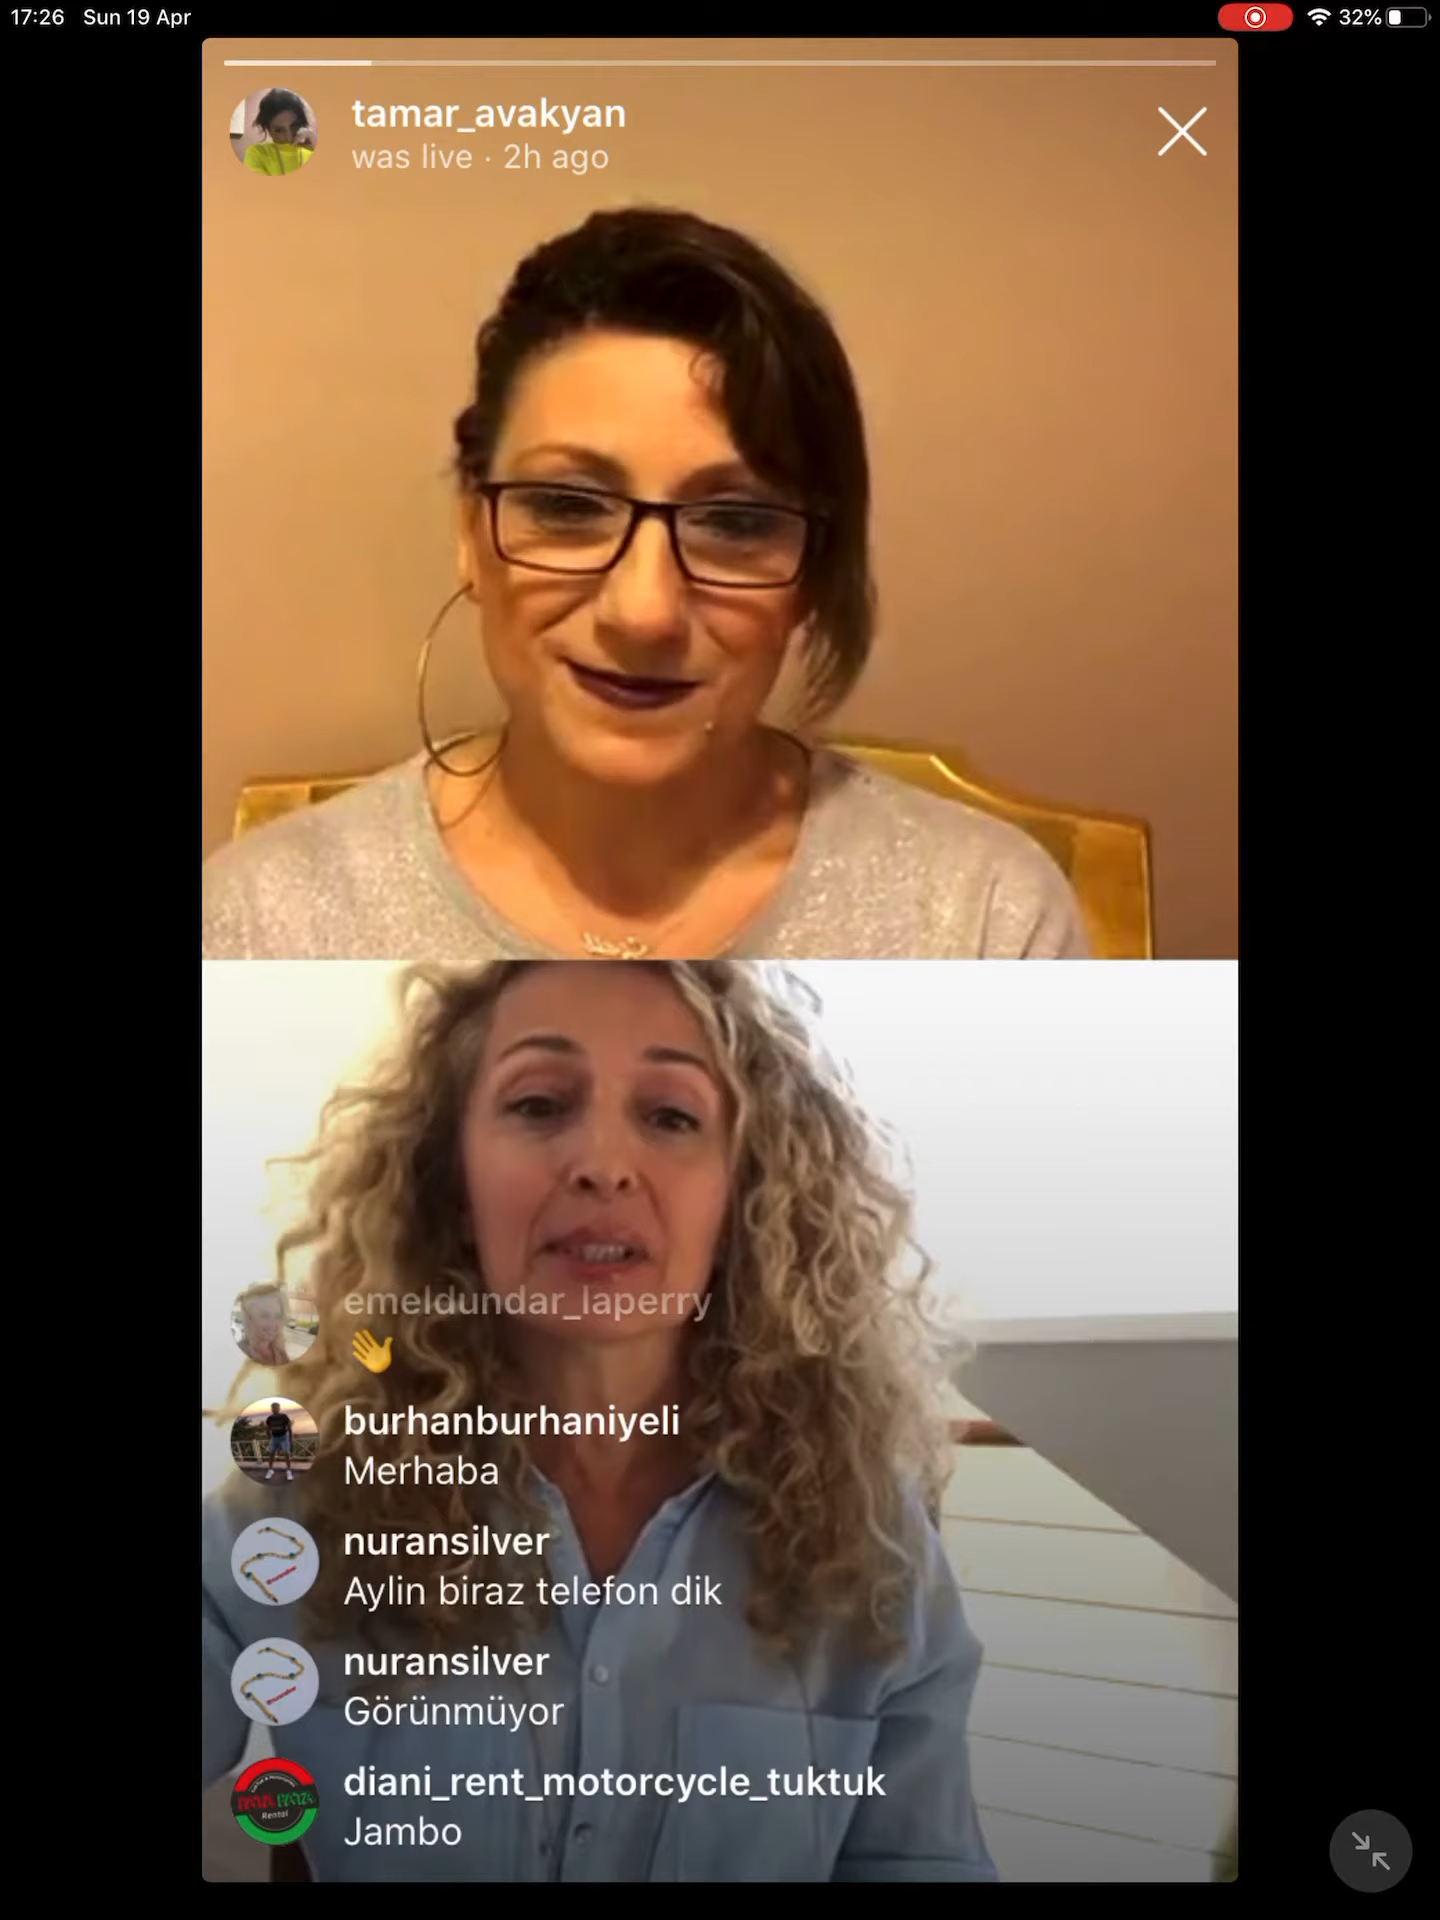 17:26 Sun 19 Apr
32%
tamar_avakyan
was live · 2h ago
emeldundar_laperry
👋
burhanburhaniyeli
Merhaba
nuransilver
Aylin biraz telefon dik
nuransilver
Görünmüyor
diani_rent_motorcycle_tuktuk
Jambo
Rental